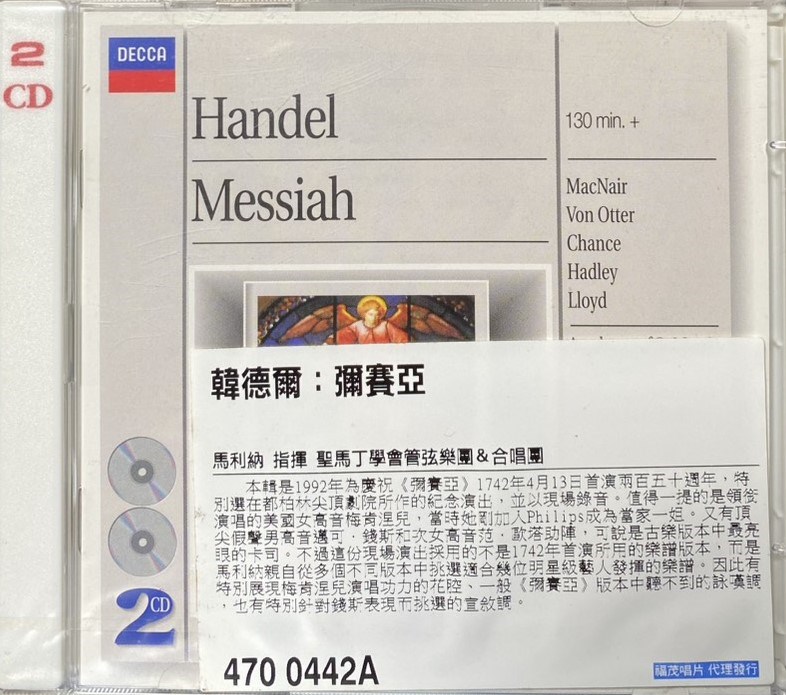 2
CD
DECCA
Handel
Messiah
130 min. +
MacNair
Von Otter
Chance
Hadley
Lloyd
韓德爾：彌賽亞
馬利納 指揮 聖馬丁學會管弦樂團＆合唱團
本輯是1992年為慶祝《彌賽亞》1742年4月13日首演兩百五十週年，特
別選在都柏林尖頂劇院所作的紀念演出，並以現場錄音。值得一提的是領銜
演唱的美國女高音梅肯涅兒，當時她剛加入Philips成為當家一姐。又有頂
尖假聲男高音邁可．錢斯和次女高音范．歐塔助陣，可說是古樂版本中最亮
眼的卡司。不過這份現場演出採用的不是1742年首演所用的樂譜版本，而是
馬利納親自從多個不同版本中挑選適合幾位明星級藝人發揮的樂譜。因此有
特別展現梅肯涅兒演唱功力的花腔、一般《彌賽亞》版本中聽不到的詠嘆調
，也有特別針對錢斯表現而挑選的宣敘調。
2CD
470 0442A
福茂唱片 代理發行